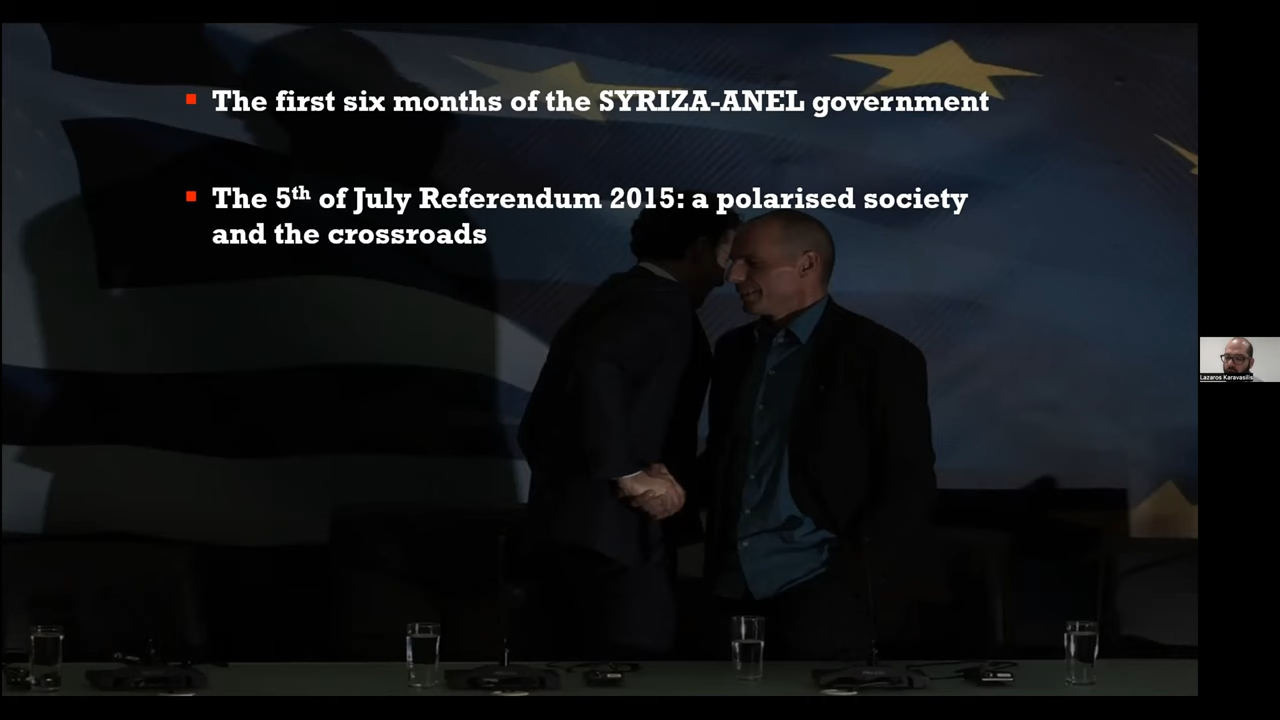 The first six months of the SYRIZA-ANEL government
The 5th of July Referendum 2015: a polarised society
and the crossroads
Lazaros Karavasilis